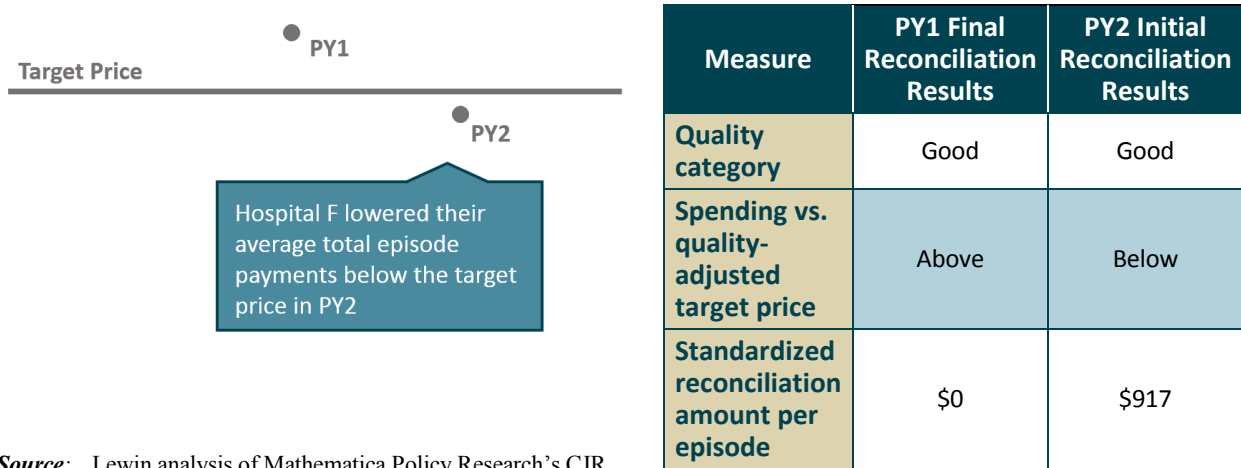 PY1
Target Price
PY2
Hospital F lowered their
average total episode
payments below the target
price in PY2
Measure
PY1 Final
Reconciliation
Results
PY2 Initial
Reconciliation
Results
Quality
category
Good
Good
Spending vs.
quality-
adjusted
target price
Above
Below
Standardized
reconciliation
amount per
episode
$0
$917
Source: Lewin analysis of Mathematica Policy Research's CJR